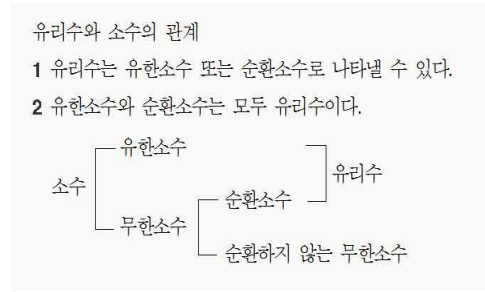 유리수와 소수의 관계
1 유리수는 유한소수 또는 순환소수로 나타낼 수 있다.
2 유한소수와 순환소수는 모두 유리수이다.
유한소수
유리수
소수
순환소수
무한소수
순환하지 않는 무한소수